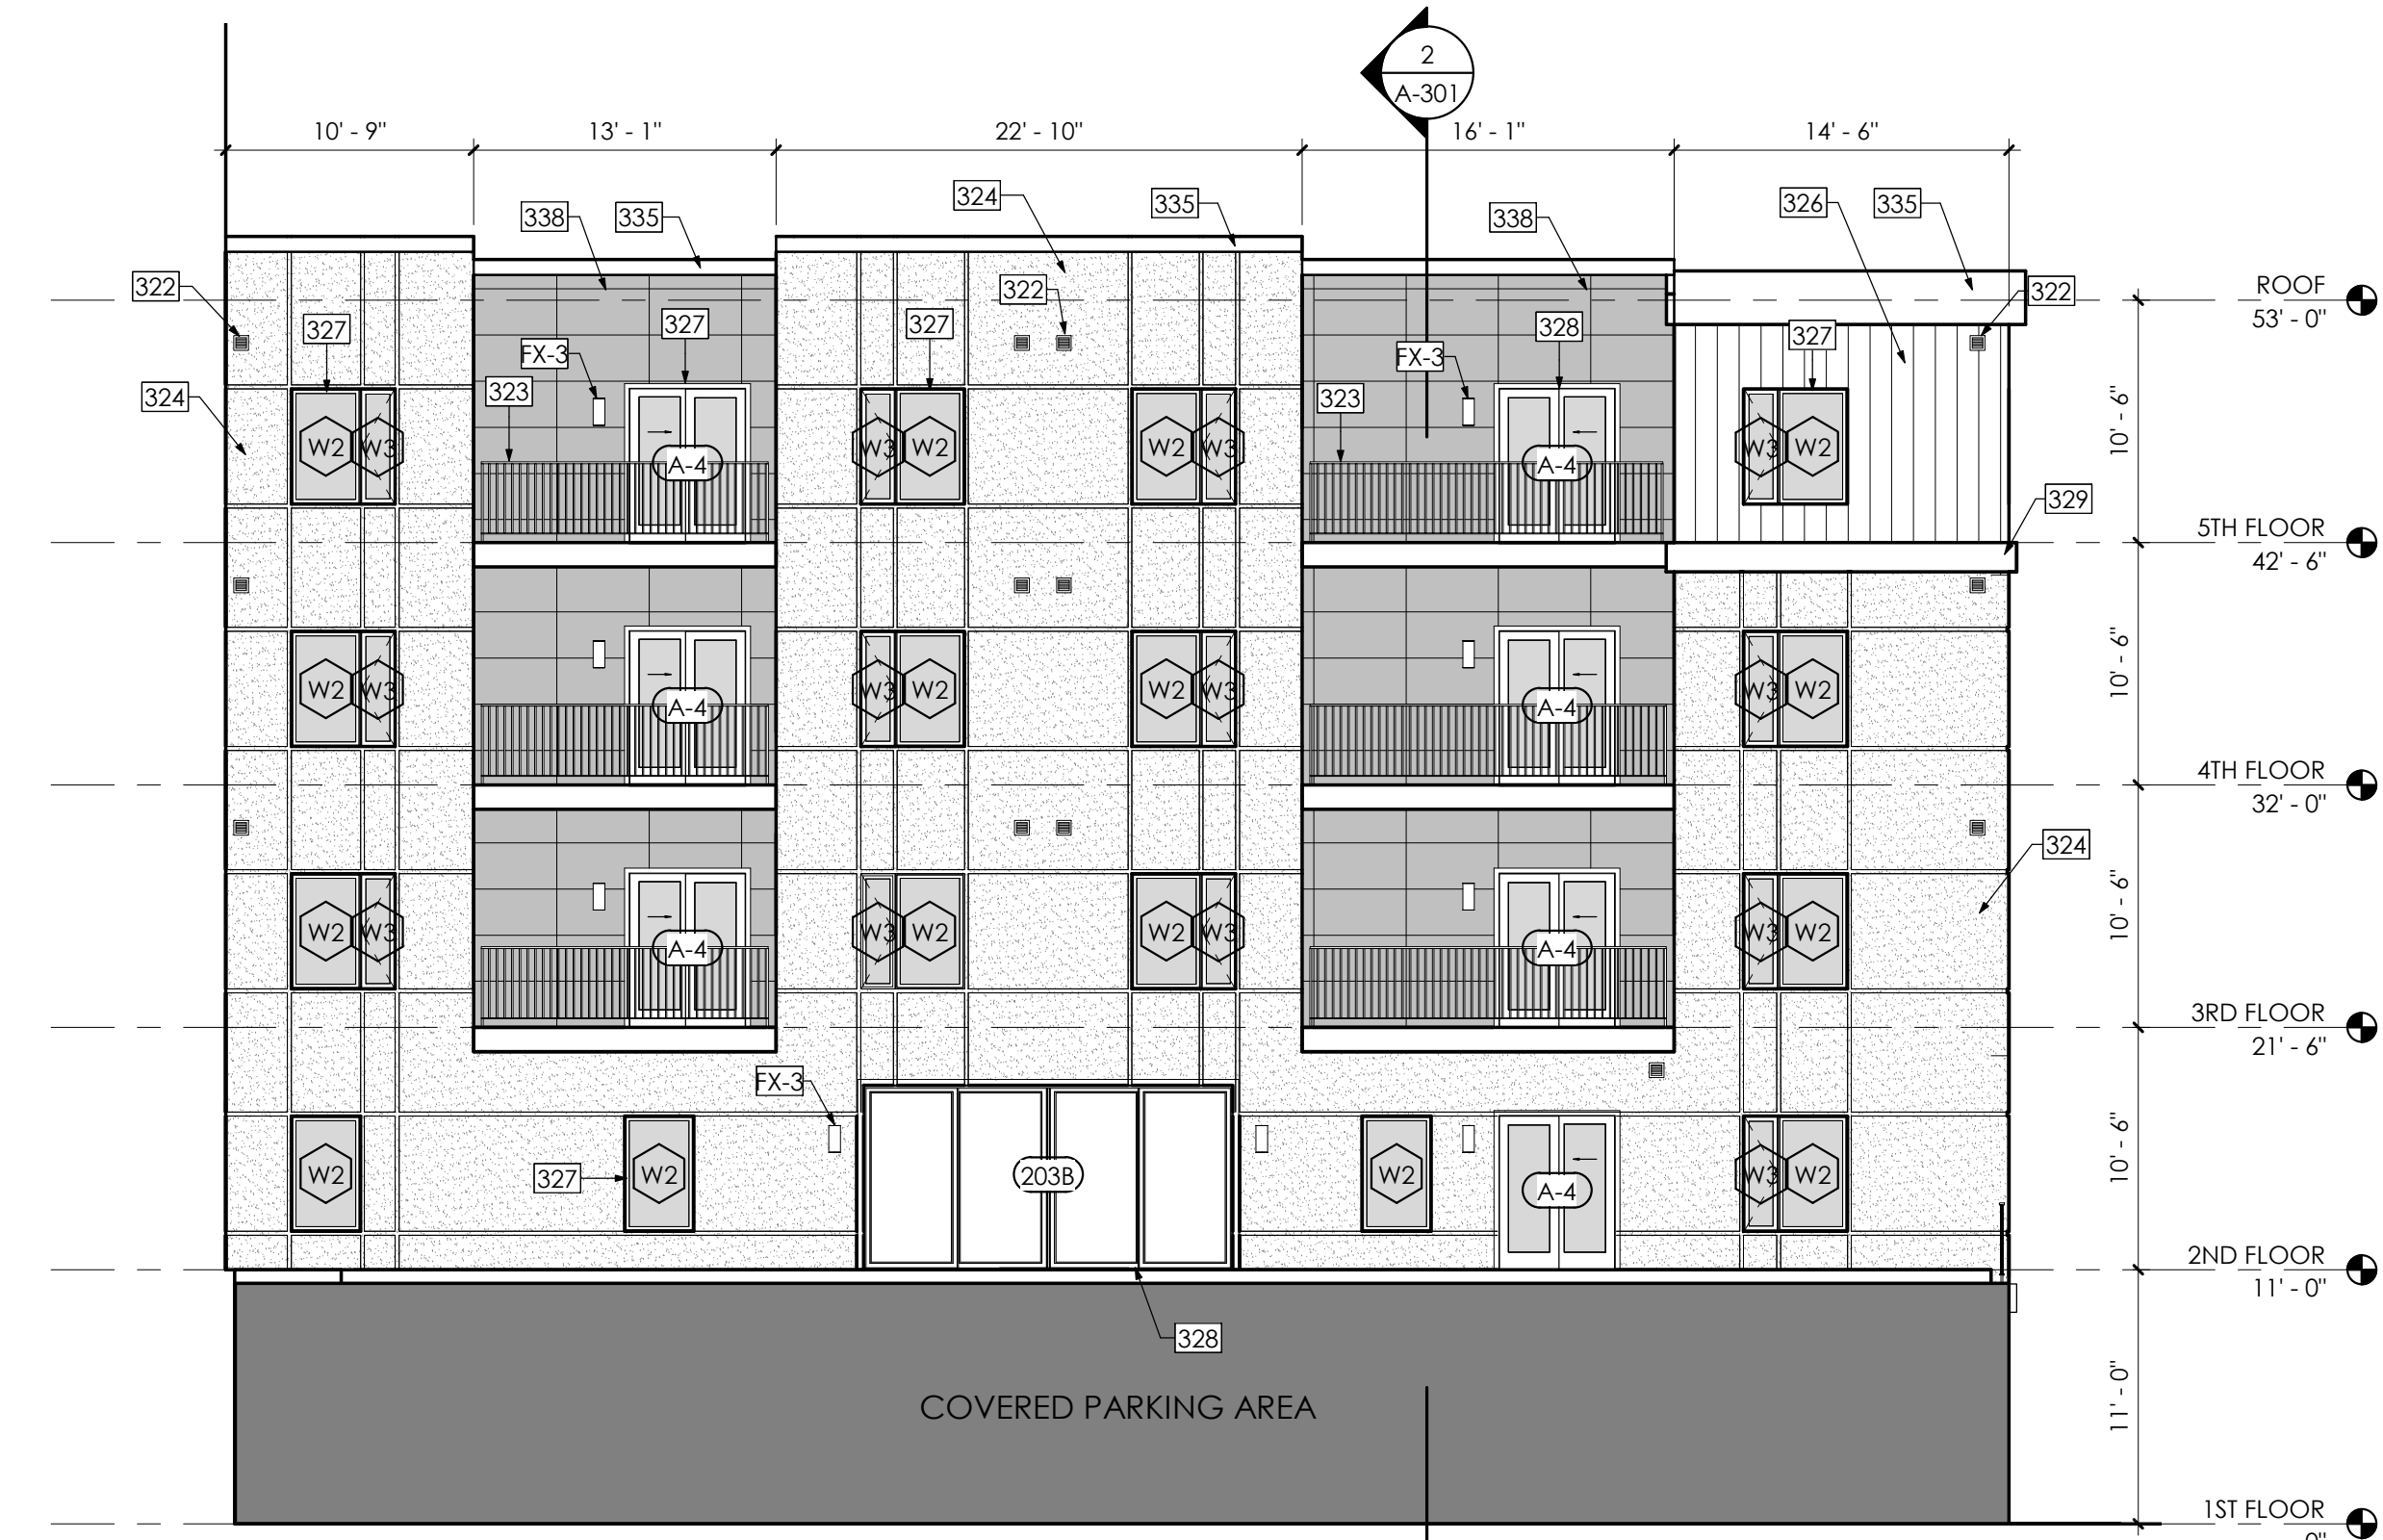 2
A-301
10' - 9"
13' - 1"
22' - 10"
16' - 1"
14' - 6"
338
335
324
335
338
326
335
322
322
322
ROOF
53' - 0"
327
327
327
328
327
FX-3
FX-3
324
323
323
10' - 6"
W2
W3
A-4
W3
W2
W2
W3
A-4
W3
W2
329
5TH FLOOR
42' - 6"
10' - 6"
W2
W3
A-4
W3
W2
W2
W3
A-4
W3
W2
4TH FLOOR
32' - 0"
324
10' - 6"
W2
W3
A-4
W3
W2
W2
W3
A-4
W3
W2
3RD FLOOR
21' - 6"
FX-3
10' - 6"
W2
327
W2
203B
W2
A-4
W3
W2
2ND FLOOR
11' - 0"
328
COVERED PARKING AREA
11' - 0"
1ST FLOOR